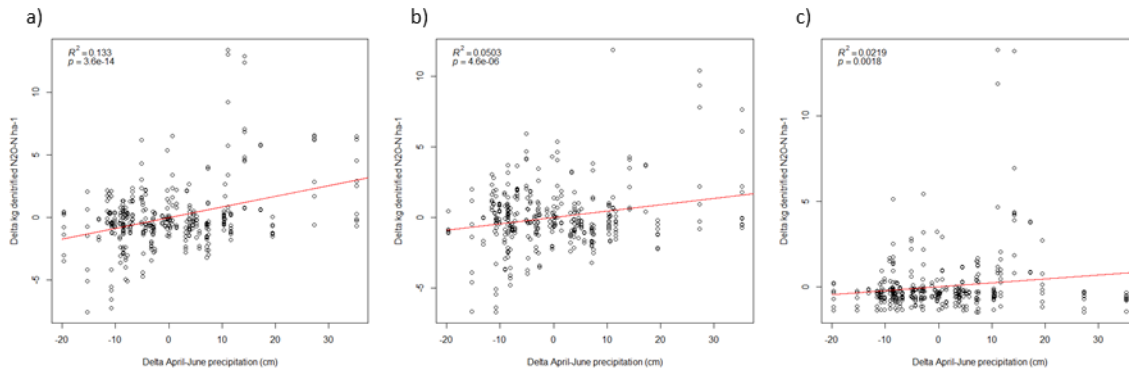 a)
R² = 0.133
p = 3.6e-14
Delta kg denitrified N2O-N ha-1
10
5
0
-5
-20 -10 0 10 20 30
Delta April-June precipitation (cm)
b)
R² = 0.0503
p = 4.6e-06
Delta kg denitrified N2O-N ha-1
10
5
0
-5
-20 -10 0 10 20 30
Delta April-June precipitation (cm)
c)
R² = 0.0219
p = 0.0018
Delta kg denitrified N2O-N ha-1
10
5
0
-20 -10 0 10 20 30
Delta April-June precipitation (cm)